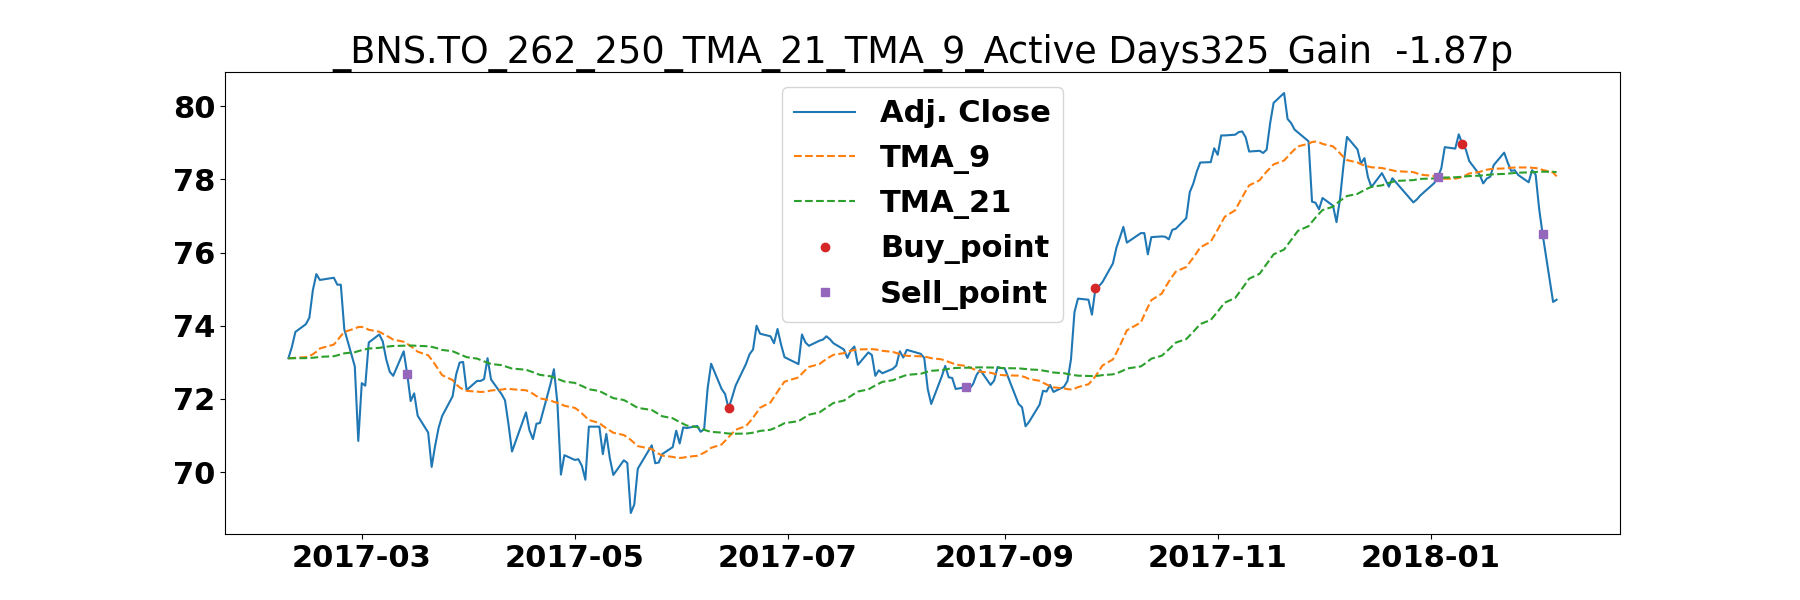 _BNS.TO_262_250_TMA_21_TMA_9_Active Days325_Gain  -1.87p
80
78
76
74
72
70
Adj. Close
TMA_9
TMA_21
Buy_point
Sell_point
2017-03 2017-05 2017-07 2017-09 2017-11 2018-01